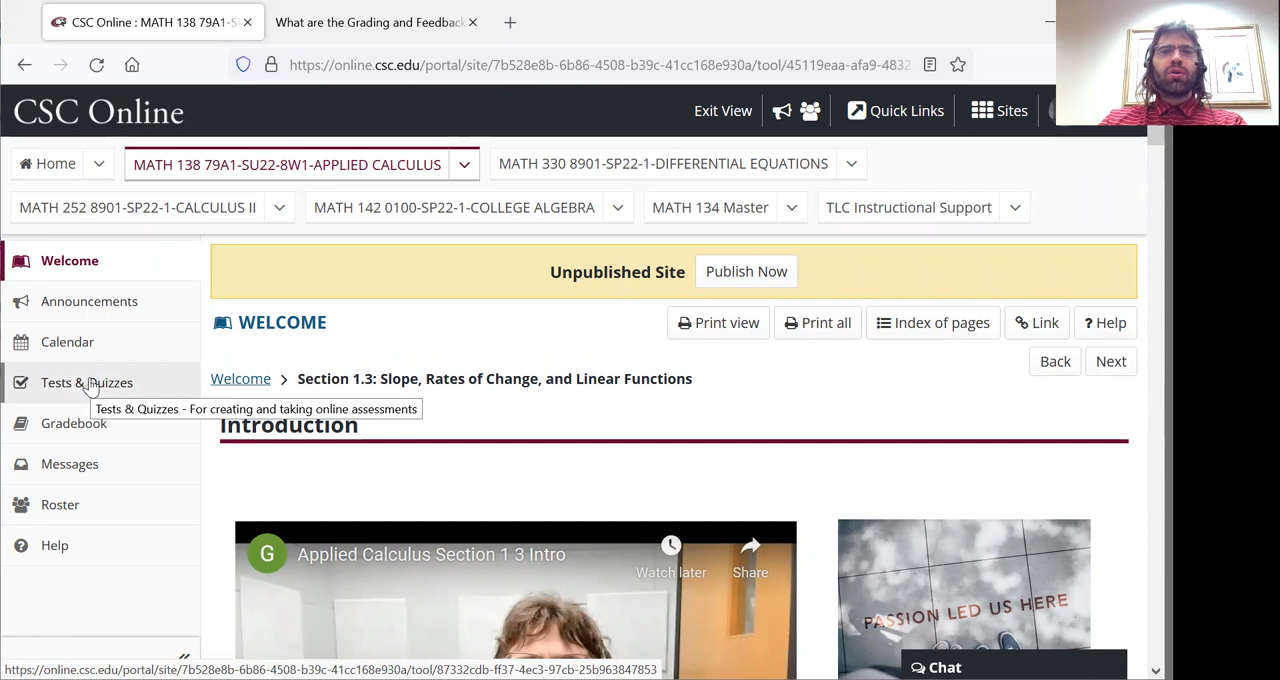 CSC Online : MATH 138 79A1-S
What are the Grading and Feedback
https://online.csc.edu/portal/site/7b528e8b-6b86-4508-b39c-41cc168e930a/tool/45119eaa-afa9-4832
CSC Online
Exit View
Quick Links
Sites
Home
MATH 138 79A1-SU22-8W1-APPLIED CALCULUS
MATH 330 8901-SP22-1-DIFFERENTIAL EQUATIONS
MATH 252 8901-SP22-1-CALCULUS II
MATH 142 0100-SP22-1-COLLEGE ALGEBRA
MATH 134 Master
TLC Instructional Support
Welcome
Announcements
Calendar
Tests & Quizzes
Tests & Quizzes - For creating and taking online assessments
Gradebook
Messages
Roster
Help
Unpublished Site
Publish Now
WELCOME
Print view
Print all
Index of pages
Link
? Help
Back
Next
Welcome > Section 1.3: Slope, Rates of Change, and Linear Functions
Introduction
G
Applied Calculus Section 1 3 Intro
Watch later
Share
PASSION LED US HERE
Chat
https://online.csc.edu/portal/site/7b528e8b-6b86-4508-b39c-41cc168e930a/tool/87332cdb-ff37-4ec3-97cb-25b963847853